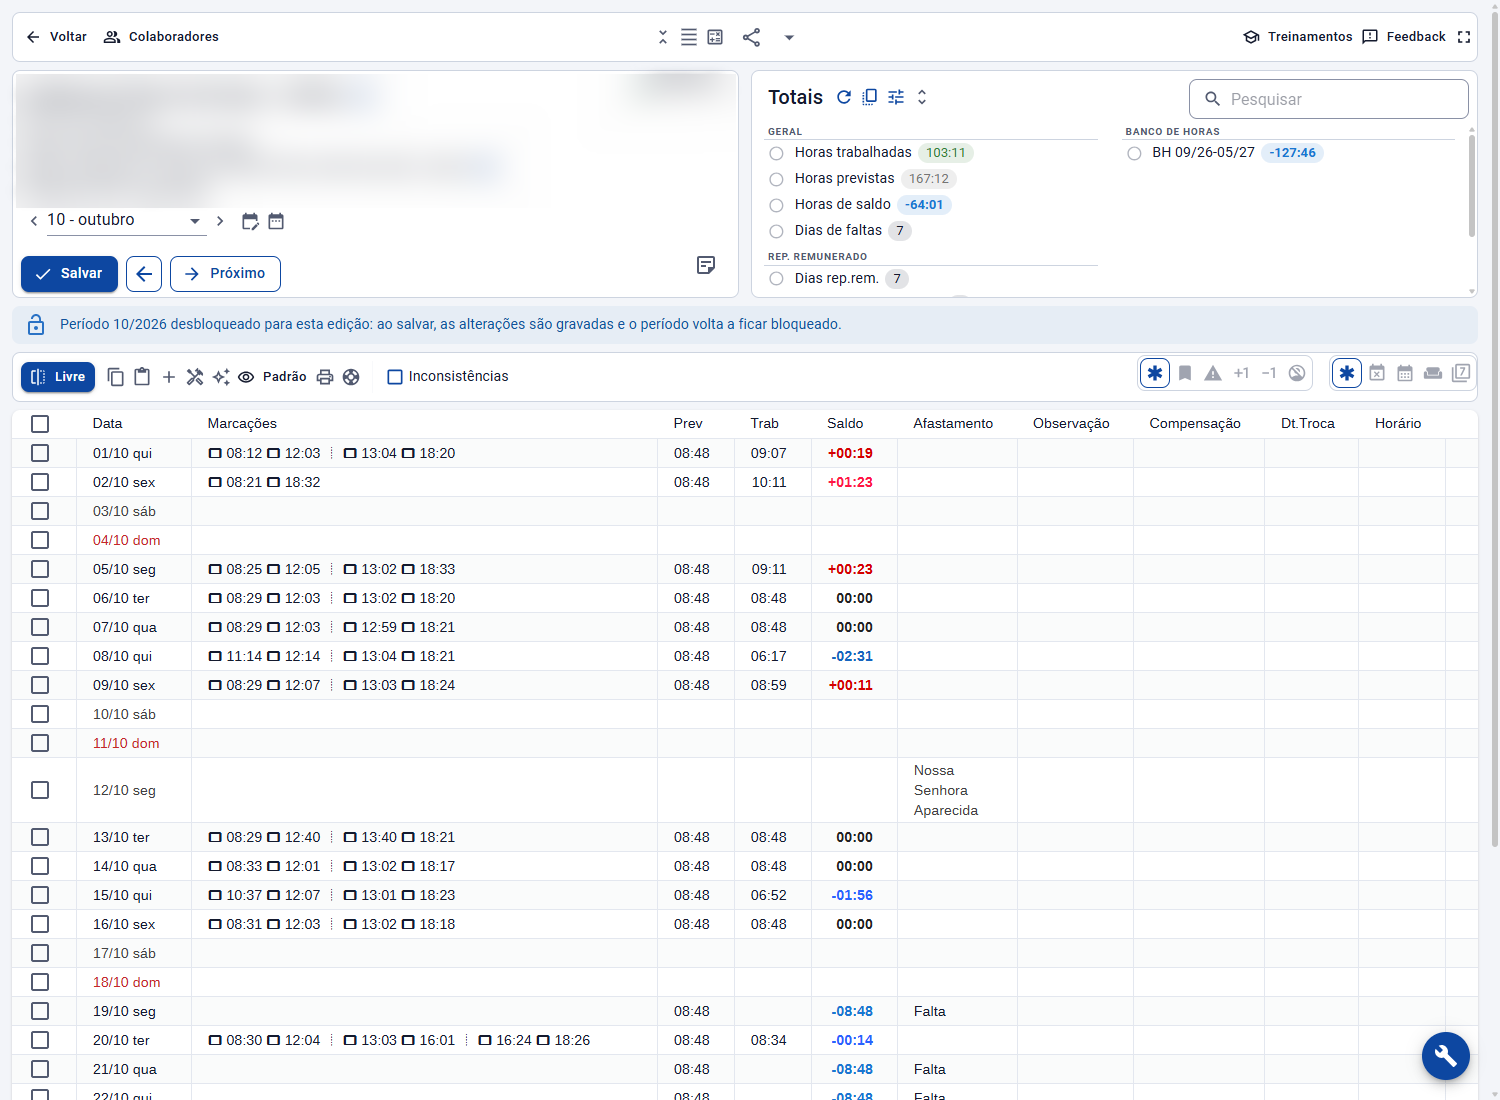 Voltar Colaboradores Treinamentos Feedback
10 - outubro
Salvar Próximo
Totais Pesquisar
GERAL
Horas trabalhadas 103:11
Horas previstas 167:12
Horas de saldo -64:01
Dias de faltas 7
REP. REMUNERADO
Dias rep.rem. 7
BANCO DE HORAS
BH 09/26-05/27 -127:46
Período 10/2026 desbloqueado para esta edição: ao salvar, as alterações são gravadas e o período volta a ficar bloqueado.
Livre Padrão Inconsistências +1 −1 7
Data Marcações Prev Trab Saldo Afastamento Observação Compensação Dt.Troca Horário
01/10 qui 08:12 12:03 13:04 18:20 08:48 09:07 +00:19
02/10 sex 08:21 18:32 08:48 10:11 +01:23
03/10 sáb
04/10 dom
05/10 seg 08:25 12:05 13:02 18:33 08:48 09:11 +00:23
06/10 ter 08:29 12:03 13:02 18:20 08:48 08:48 00:00
07/10 qua 08:29 12:03 12:59 18:21 08:48 08:48 00:00
08/10 qui 11:14 12:14 13:04 18:21 08:48 06:17 -02:31
09/10 sex 08:29 12:07 13:03 18:24 08:48 08:59 +00:11
10/10 sáb
11/10 dom
12/10 seg Nossa
Senhora
Aparecida
13/10 ter 08:29 12:40 13:40 18:21 08:48 08:48 00:00
14/10 qua 08:33 12:01 13:02 18:17 08:48 08:48 00:00
15/10 qui 10:37 12:07 13:01 18:23 08:48 06:52 -01:56
16/10 sex 08:31 12:03 13:02 18:18 08:48 08:48 00:00
17/10 sáb
18/10 dom
19/10 seg 08:48 -08:48 Falta
20/10 ter 08:30 12:04 13:03 16:01 16:24 18:26 08:48 08:34 -00:14
21/10 qua 08:48 -08:48 Falta
22/10 qui 08:48 -08:48 Falta